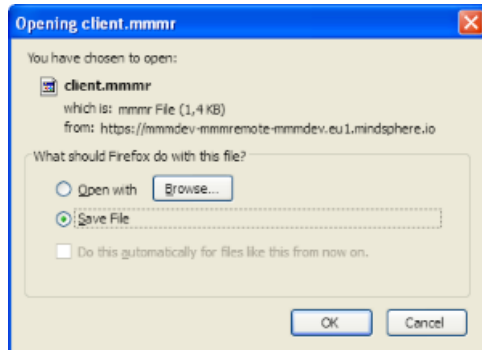 Opening client.mmmr
You have chosen to open:
client.mmmr
which is: mmmr File (1,4 KB)
from: https://mmmdev-mmmremote-mmmdev.eu1.mindsphere.io
What should Firefox do with this file?
Open with Browse...
Save File
Do this automatically for files like this from now on.
OK Cancel